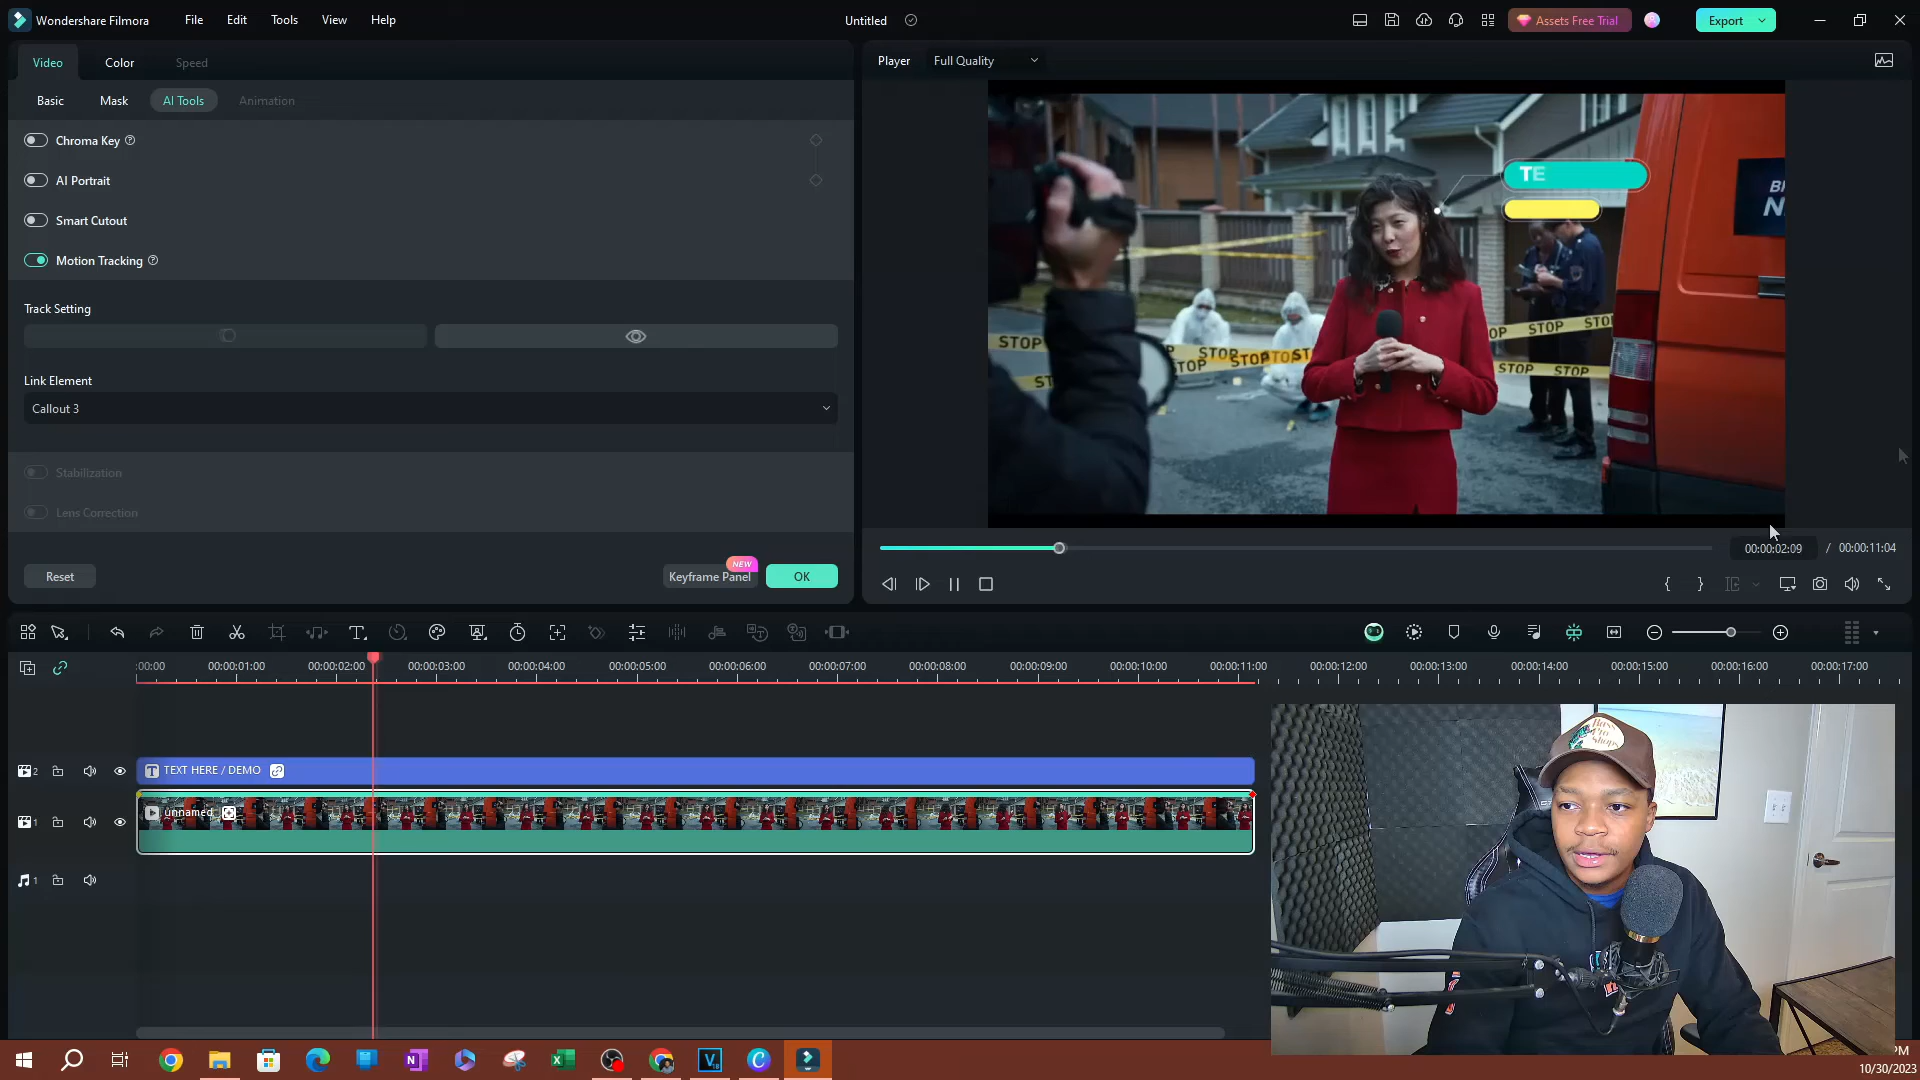 Wondershare Filmora
File
Edit
Tools
View
Help
Untitled
Assets Free Trial
Export
Video
Color
Speed
Player
Full Quality
Basic
Mask
AI Tools
Animation
Chroma Key
AI Portrait
Smart Cutout
Motion Tracking
Track Setting
Link Element
Callout 3
Stabilization
Lens Correction
NEW
Reset
Keyframe Panel
OK
TE
STOP
STOP
STOP
STOP
STOP
STOP
00:00:02:09 / 00:00:11:04
:00:00 00:00:01:00 00:00:02:00 00:00:03:00 00:00:04:00 00:00:05:00 00:00:06:00 00:00:07:00 00:00:08:00 00:00:09:00 00:00:10:00 00:00:11:00 00:00:12:00 00:00:13:00 00:00:14:00 00:00:15:00 00:00:16:00 00:00:17:00
2
TEXT HERE / DEMO
1
unnamed
1
Bass
Pro Shops
PM
10/30/2023